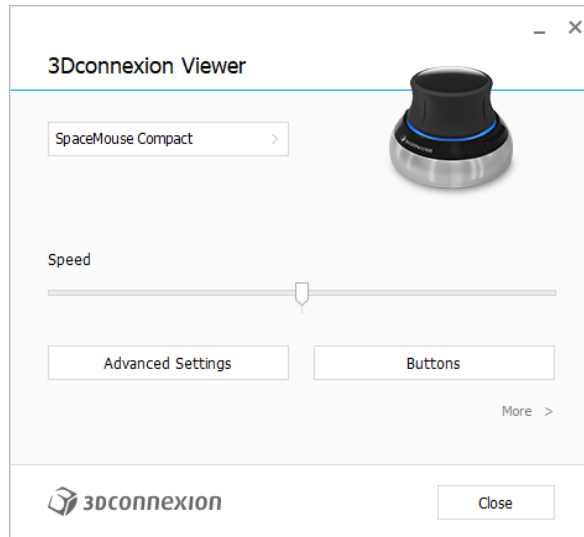 3Dconnexion Viewer
SpaceMouse Compact
Speed
Advanced Settings
Buttons
More >
3Dconnexion
Close